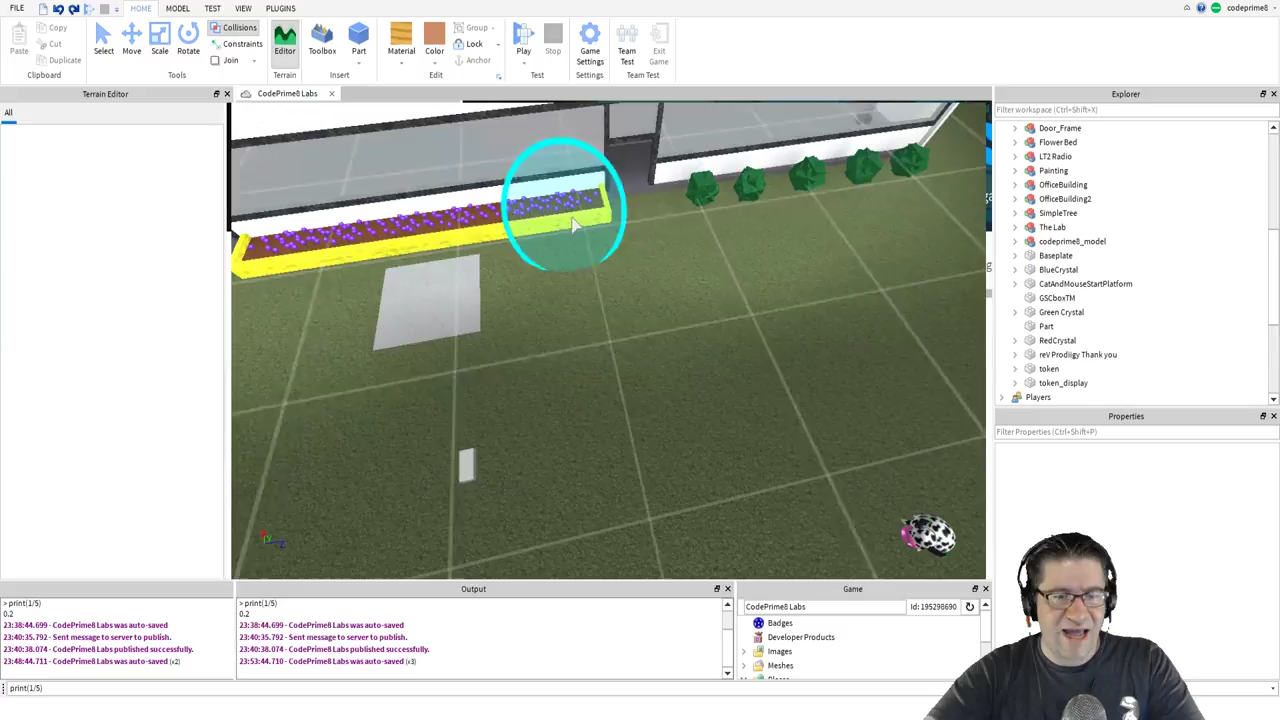 FILE
HOME
MODEL
TEST
VIEW
PLUGINS
codeprime8
Paste
Copy
Cut
Duplicate
Clipboard
Select
Move
Scale
Rotate
Collisions
Constraints
Join
Tools
Editor
Terrain
Toolbox
Part
Insert
Material
Color
Group
Lock
Anchor
Edit
Play
Stop
Test
Game
Settings
Settings
Team
Test
Exit
Game
Team Test
Terrain Editor
All
CodePrime8 Labs
Explorer
Filter workspace (Ctrl+Shift+X)
Door_Frame
Flower Bed
LT2 Radio
Painting
OfficeBuilding
OfficeBuilding2
SimpleTree
The Lab
codeprime8_model
Baseplate
BlueCrystal
CatAndMouseStartPlatform
GSCboxTM
Green Crystal
Part
RedCrystal
reV Prodiigy Thank you
token
token_display
Players
Properties
Filter Properties (Ctrl+Shift+P)
> print(1/5)
0.2
23:38:44.699 - CodePrime8 Labs was auto-saved
23:40:35.792 - Sent message to server to publish.
23:40:38.074 - CodePrime8 Labs published successfully.
23:48:44.711 - CodePrime8 Labs was auto-saved (x2)
Output
> print(1/5)
0.2
23:38:44.699 - CodePrime8 Labs was auto-saved
23:40:35.792 - Sent message to server to publish.
23:40:38.074 - CodePrime8 Labs published successfully.
23:53:44.710 - CodePrime8 Labs was auto-saved (x3)
Game
CodePrime8 Labs
Id: 195298690
Badges
Developer Products
Images
Meshes
print(1/5)